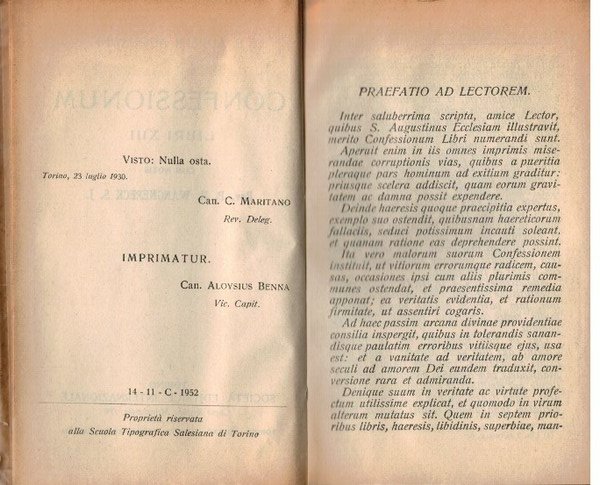 VISTO: Nulla osta.
Torino, 23 luglio 1930.
Can. C. MARITANO
Rev. Deleg.
IMPRIMATUR.
Can. ALOYSIUS BENNA
Vic. Capit.
14 - 11 - C - 1952
Proprietà riservata
alla Scuola Tipografica Salesiana di Torino
PRAEFATIO AD LECTOREM.
Inter saluberrima scripta, amice Lector,
quibus S. Augustinus Ecclesiam illustravit,
merito Confessionum Libri numerandi sunt.
Aperuit enim in iis omnes imprimis mise-
randae corruptionis vias, quibus a pueritia
pleraque pars hominum ad exitium graditur:
priusque scelera addiscit, quam eorum gravi-
tatem ac damna possit expendere.
Deinde haeresis quoque praecipitia expertus,
exemplo suo ostendit, quibusnam haereticorum
fallaciis, seduci potissimum incauti soleant,
et quanam ratione eas deprehendere possint.
Ita vero malorum suorum Confessionem
instituit, ut vitiorum errorumque radicem, cau-
sas, occasiones ipsi cum aliis plurimis com-
munes ostendat, et praesentissima remedia
apponat; ea veritatis evidentia, et rationum
firmitate, ut assentiri cogaris.
Ad haec passim arcana divinae providentiae
consilia inspergit, quibus in tolerandis sanan-
disque paulatim erroribus vitiisque ejus, usa
est: et a vanitate ad veritatem, ab amore
seculi ad amorem Dei eundem traduxit, con-
versione rara et admiranda.
Denique suum in veritate ac virtute profe-
ctum utilissime explicat, et quomodo in virum
alterum mutatus sit. Quem in septem prio-
ribus libris, haeresis, libidinis, superbiae, man-